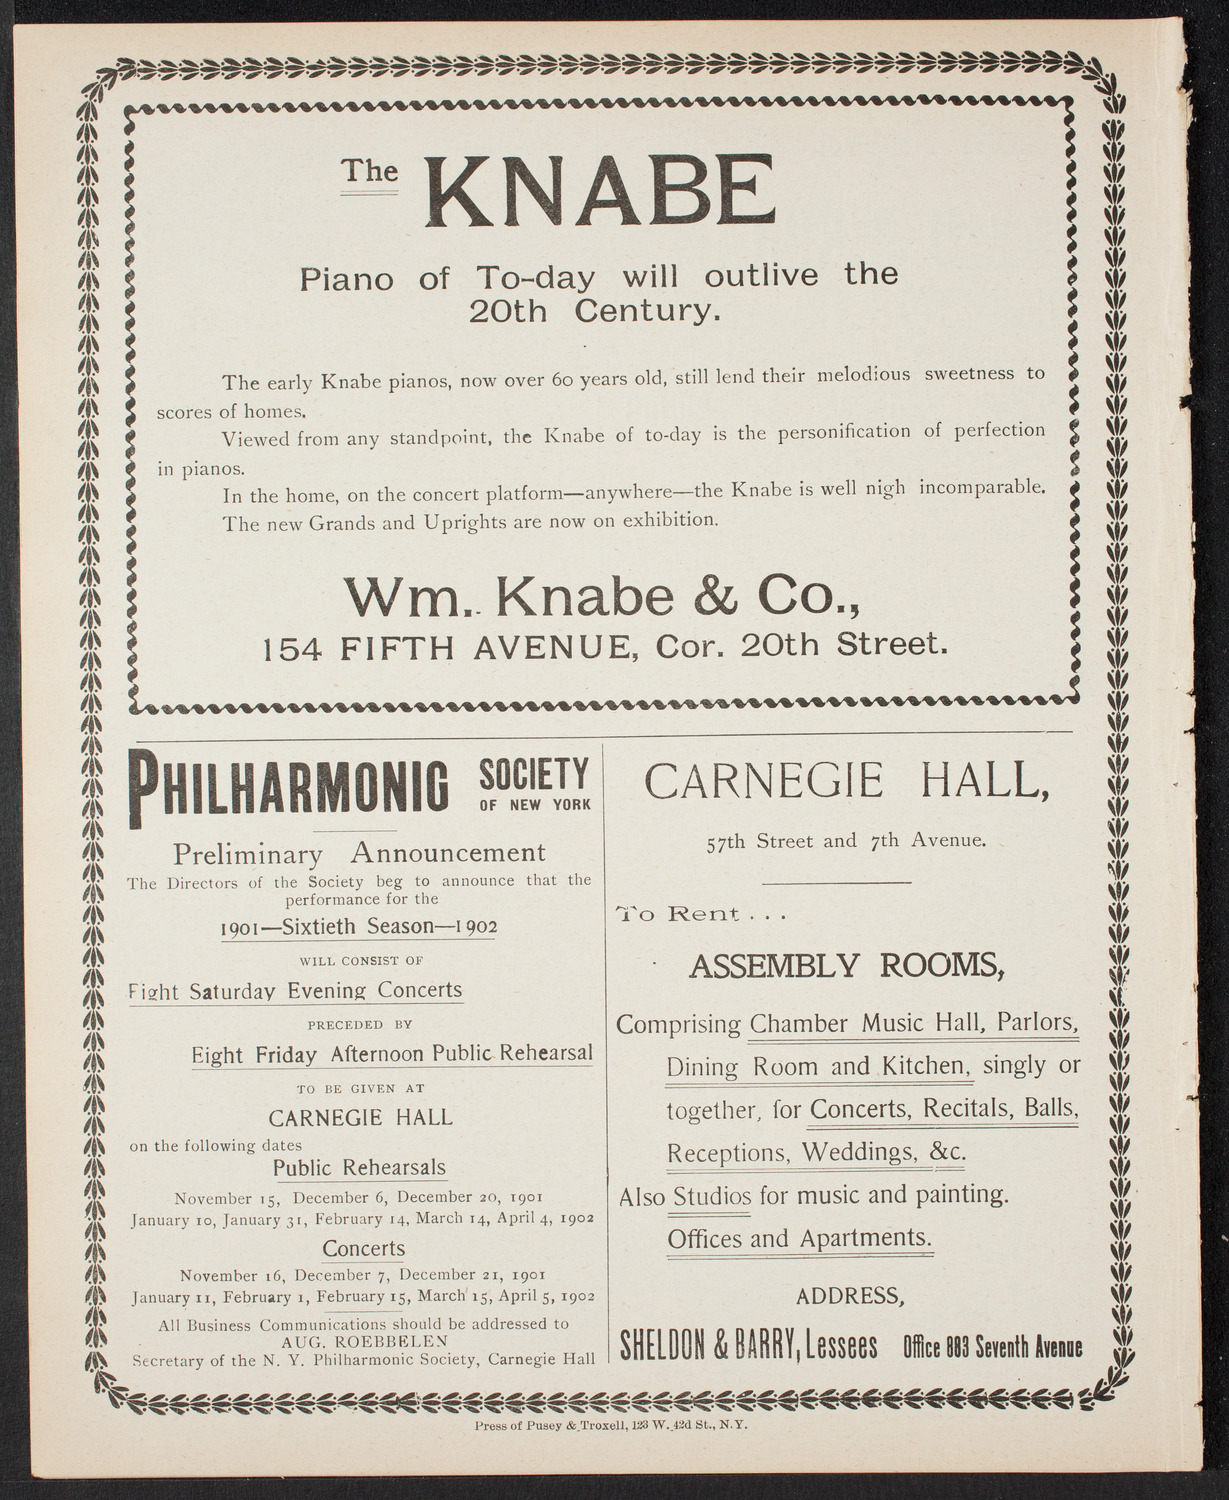 The KNABE
Piano of To-day will outlive the
20th Century.
The early Knabe pianos, now over 60 years old, still lend their melodious sweetness to
scores of homes.
Viewed from any standpoint, the Knabe of to-day is the personification of perfection
in pianos.
In the home, on the concert platform—anywhere—the Knabe is well nigh incomparable.
The new Grands and Uprights are now on exhibition.
Wm. Knabe & Co.,
154 FIFTH AVENUE, Cor. 20th Street.
PHILHARMONIC SOCIETY
OF NEW YORK
Preliminary Announcement
The Directors of the Society beg to announce that the
performance for the
1901—Sixtieth Season—1902
WILL CONSIST OF
Eight Saturday Evening Concerts
PRECEDED BY
Eight Friday Afternoon Public Rehearsal
TO BE GIVEN AT
CARNEGIE HALL
on the following dates
Public Rehearsals
November 15, December 6, December 20, 1901
January 10, January 31, February 14, March 14, April 4, 1902
Concerts
November 16, December 7, December 21, 1901
January 11, February 1, February 15, March 15, April 5, 1902
All Business Communications should be addressed to
AUG. ROEBBELEN
Secretary of the N. Y. Philharmonic Society, Carnegie Hall
CARNEGIE HALL,
57th Street and 7th Avenue.
To Rent . . .
ASSEMBLY ROOMS,
Comprising Chamber Music Hall, Parlors,
Dining Room and Kitchen, singly or
together, for Concerts, Recitals, Balls,
Receptions, Weddings, &c.
Also Studios for music and painting.
Offices and Apartments.
ADDRESS,
SHELDON & BARRY, Lessees Office 883 Seventh Avenue
Press of Pusey & Troxell, 123 W. 42d St., N.Y.